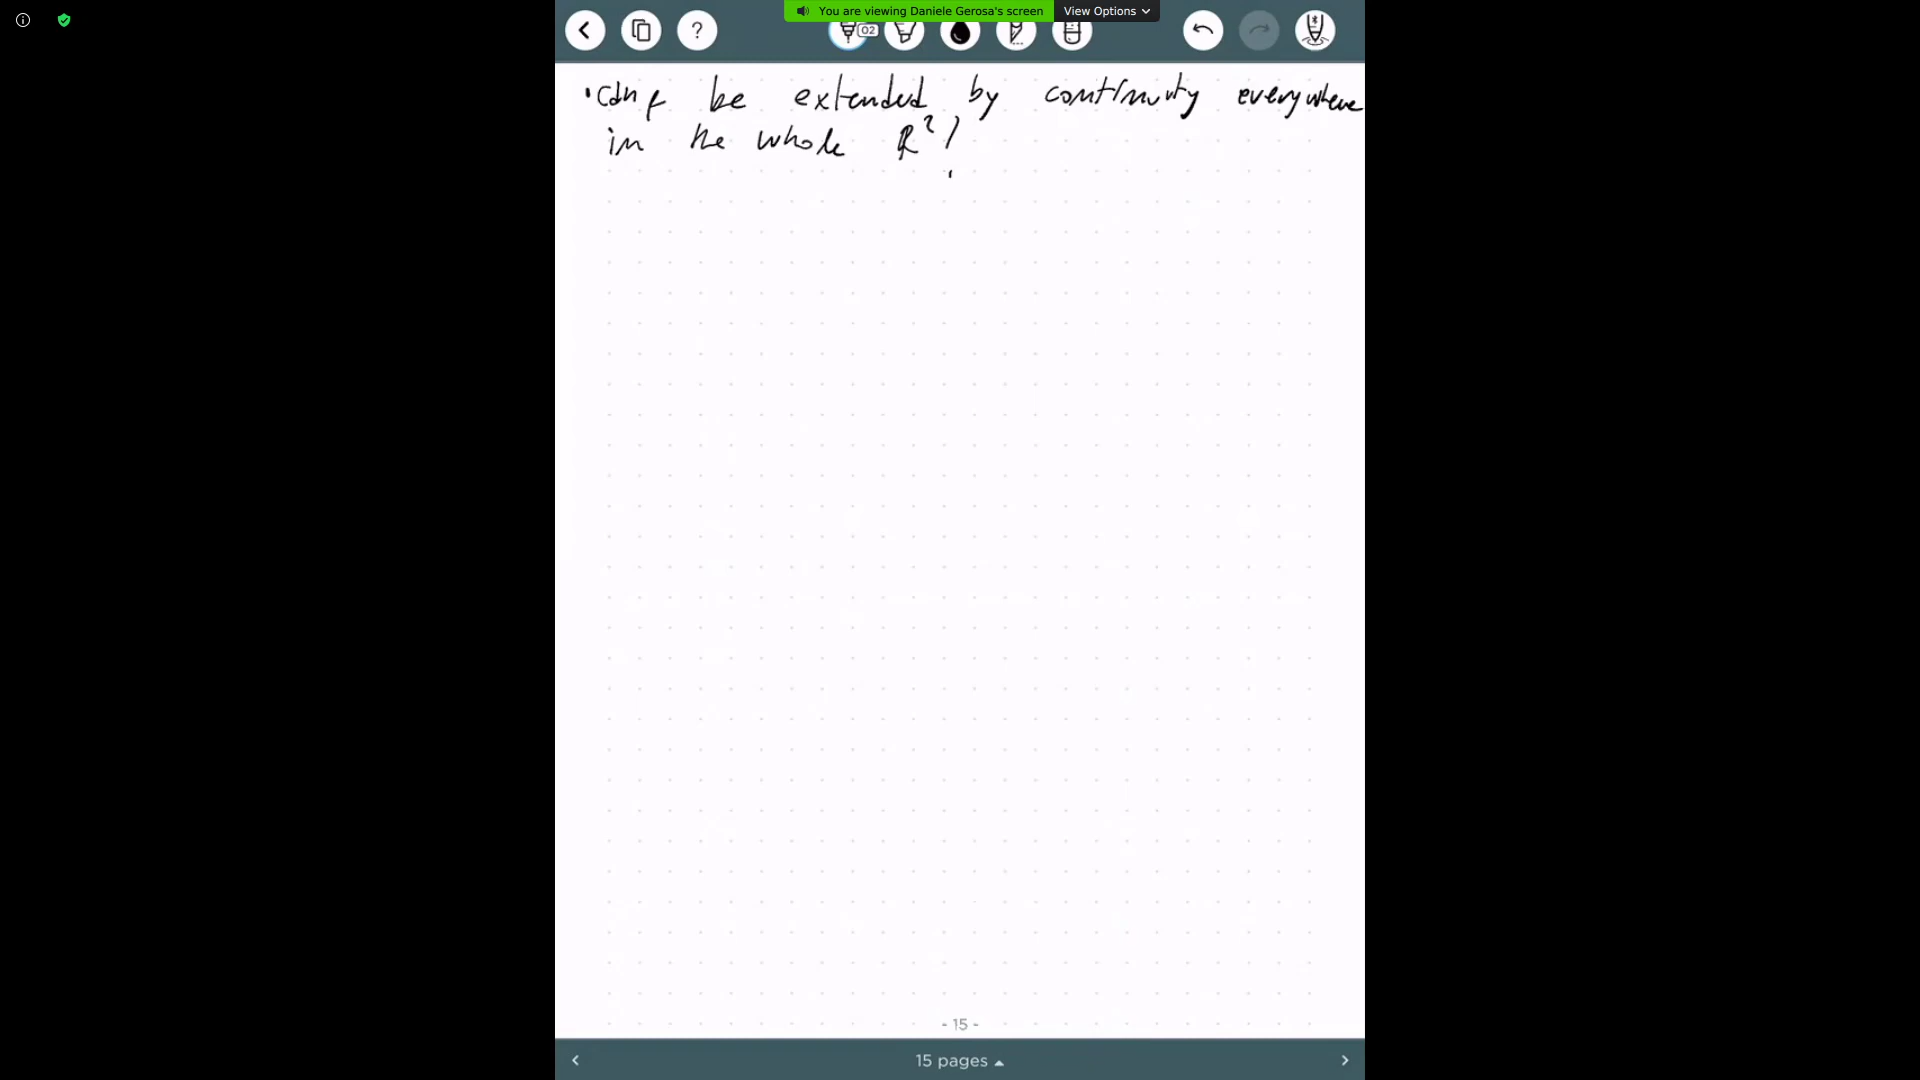 You are viewing Daniele Gerosa's screen View Options
?
02
• Can f be extended by continuity everywhere
in the whole ℝ²?
- 15 -
15 pages